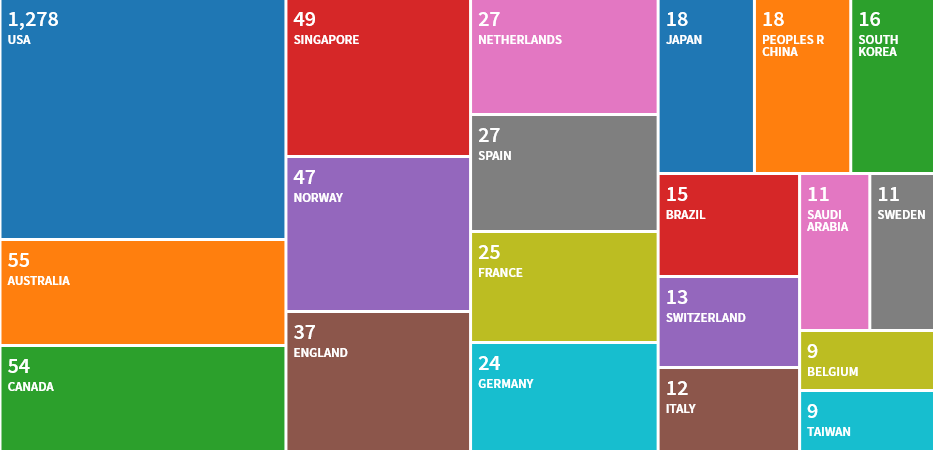 1,278
USA
55
AUSTRALIA
54
CANADA
49
SINGAPORE
47
NORWAY
37
ENGLAND
27
NETHERLANDS
27
SPAIN
25
FRANCE
24
GERMANY
18
JAPAN
18
PEOPLES R
CHINA
16
SOUTH
KOREA
15
BRAZIL
13
SWITZERLAND
12
ITALY
11
SAUDI
ARABIA
11
SWEDEN
9
BELGIUM
9
TAIWAN